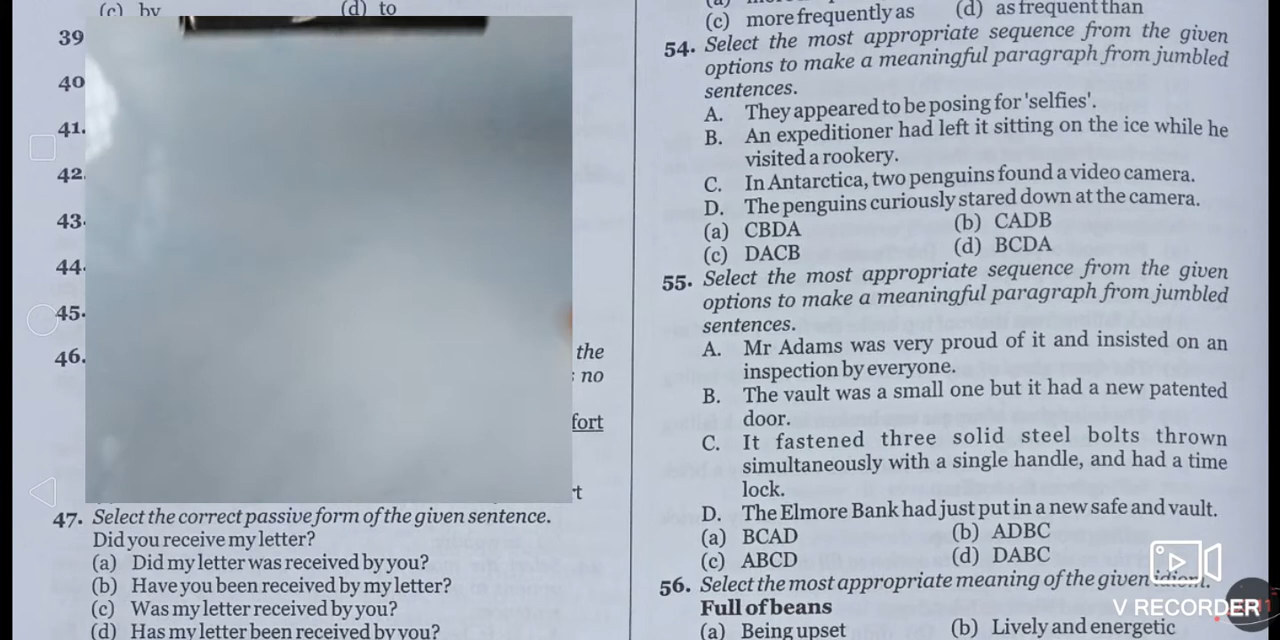 (c) by (d) to
39
40
41.
42
43.
44.
45.
46.
the
no
fort
47. Select the correct passive form of the given sentence.
Did you receive my letter?
(a) Did my letter was received by you?
(b) Have you been received by my letter?
(c) Was my letter received by you?
(d) Has my letter been received by you?
(c) more frequently as (d) as frequent than
54. Select the most appropriate sequence from the given
options to make a meaningful paragraph from jumbled
sentences.
A. They appeared to be posing for 'selfies'.
B. An expeditioner had left it sitting on the ice while he
visited a rookery.
C. In Antarctica, two penguins found a video camera.
D. The penguins curiously stared down at the camera.
(a) CBDA (b) CADB
(c) DACB (d) BCDA
55. Select the most appropriate sequence from the given
options to make a meaningful paragraph from jumbled
sentences.
A. Mr Adams was very proud of it and insisted on an
inspection by everyone.
B. The vault was a small one but it had a new patented
door.
C. It fastened three solid steel bolts thrown
simultaneously with a single handle, and had a time
lock.
D. The Elmore Bank had just put in a new safe and vault.
(a) BCAD (b) ADBC
(c) ABCD (d) DABC
56. Select the most appropriate meaning of the given idiom.
Full of beans
(a) Being upset (b) Lively and energetic
V RECORDER